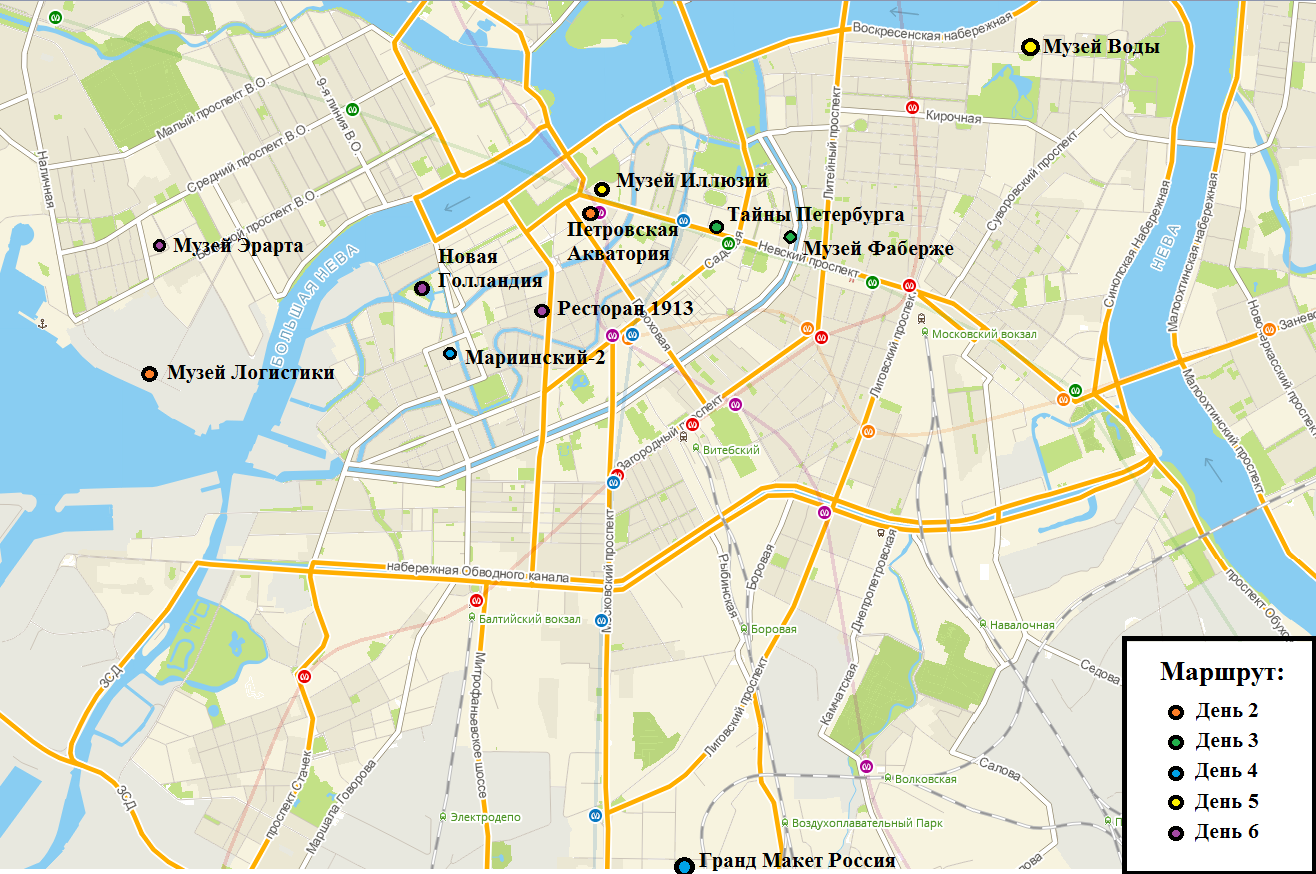 Воскресенская набережная
Музей Воды
Малый проспект В.О.
9-я линия В.О.
Кирочная
Литейный проспект
Средний проспект В.О.
Наличная
Суворовский проспект
Музей Иллюзий
Большой проспект В.О.
Тайны Петербурга
Петровская
Акватория
Музей Эрарта
Музей Фаберже
Невский проспект
Садовая
Синопская Набережная
Малоохтинская набережная
НЕВА
БОЛЬШАЯ НЕВА
Новая
Голландия
Ресторан 1913
Гороховая
Московский вокзал
Лиговский проспект
Новочеркасский проспект
Мариинский-2
Музей Логистики
Малоохтинский проспект
Загородный проспект
Витебский
Московский проспект
набережная Обводного канала
Рыбинская
Боровая
Днепропетровская
Балтийский вокзал
Боровая
Навалочная
проспект Обухо
ЗСД
Седова
Митрофаньевское шоссе
Лиговский проспект
Камчатская
Маршрут:
День 2
День 3
День 4
День 5
День 6
ЗСД
проспект Стачек
Маршала Говорова
Волковская
Салова
Электродепо
Воздухоплавательный Парк
Гранд Макет Россия